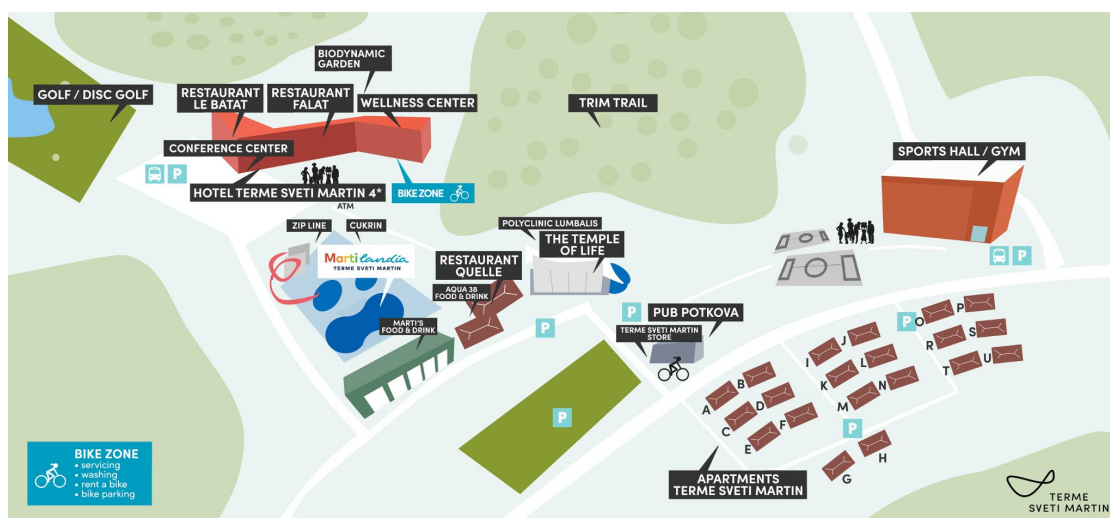 BIODYNAMIC
GARDEN
GOLF / DISC GOLF
RESTAURANT
LE BATAT
RESTAURANT
FALAT
WELLNESS CENTER
TRIM TRAIL
CONFERENCE CENTER
SPORTS HALL / GYM
P
HOTEL TERME SVETI MARTIN 4*
BIKE ZONE
ATM
ZIP LINE
CUKRIN
POLYCLINIC LUMBALIS
THE TEMPLE
OF LIFE
Martilandia
TERME SVETI MARTIN
RESTAURANT
QUELLE
AQUA 38
FOOD & DRINK
P
MARTI'S
FOOD & DRINK
P
P
PUB POTKOVA
TERME SVETI MARTIN
STORE
P
P
O
P
R
S
T
U
I
J
K
L
M
N
A
B
C
D
E
F
P
G
H
P
APARTMENTS
TERME SVETI MARTIN
BIKE ZONE
• servicing
• washing
• rent a bike
• bike parking
TERME
SVETI MARTIN